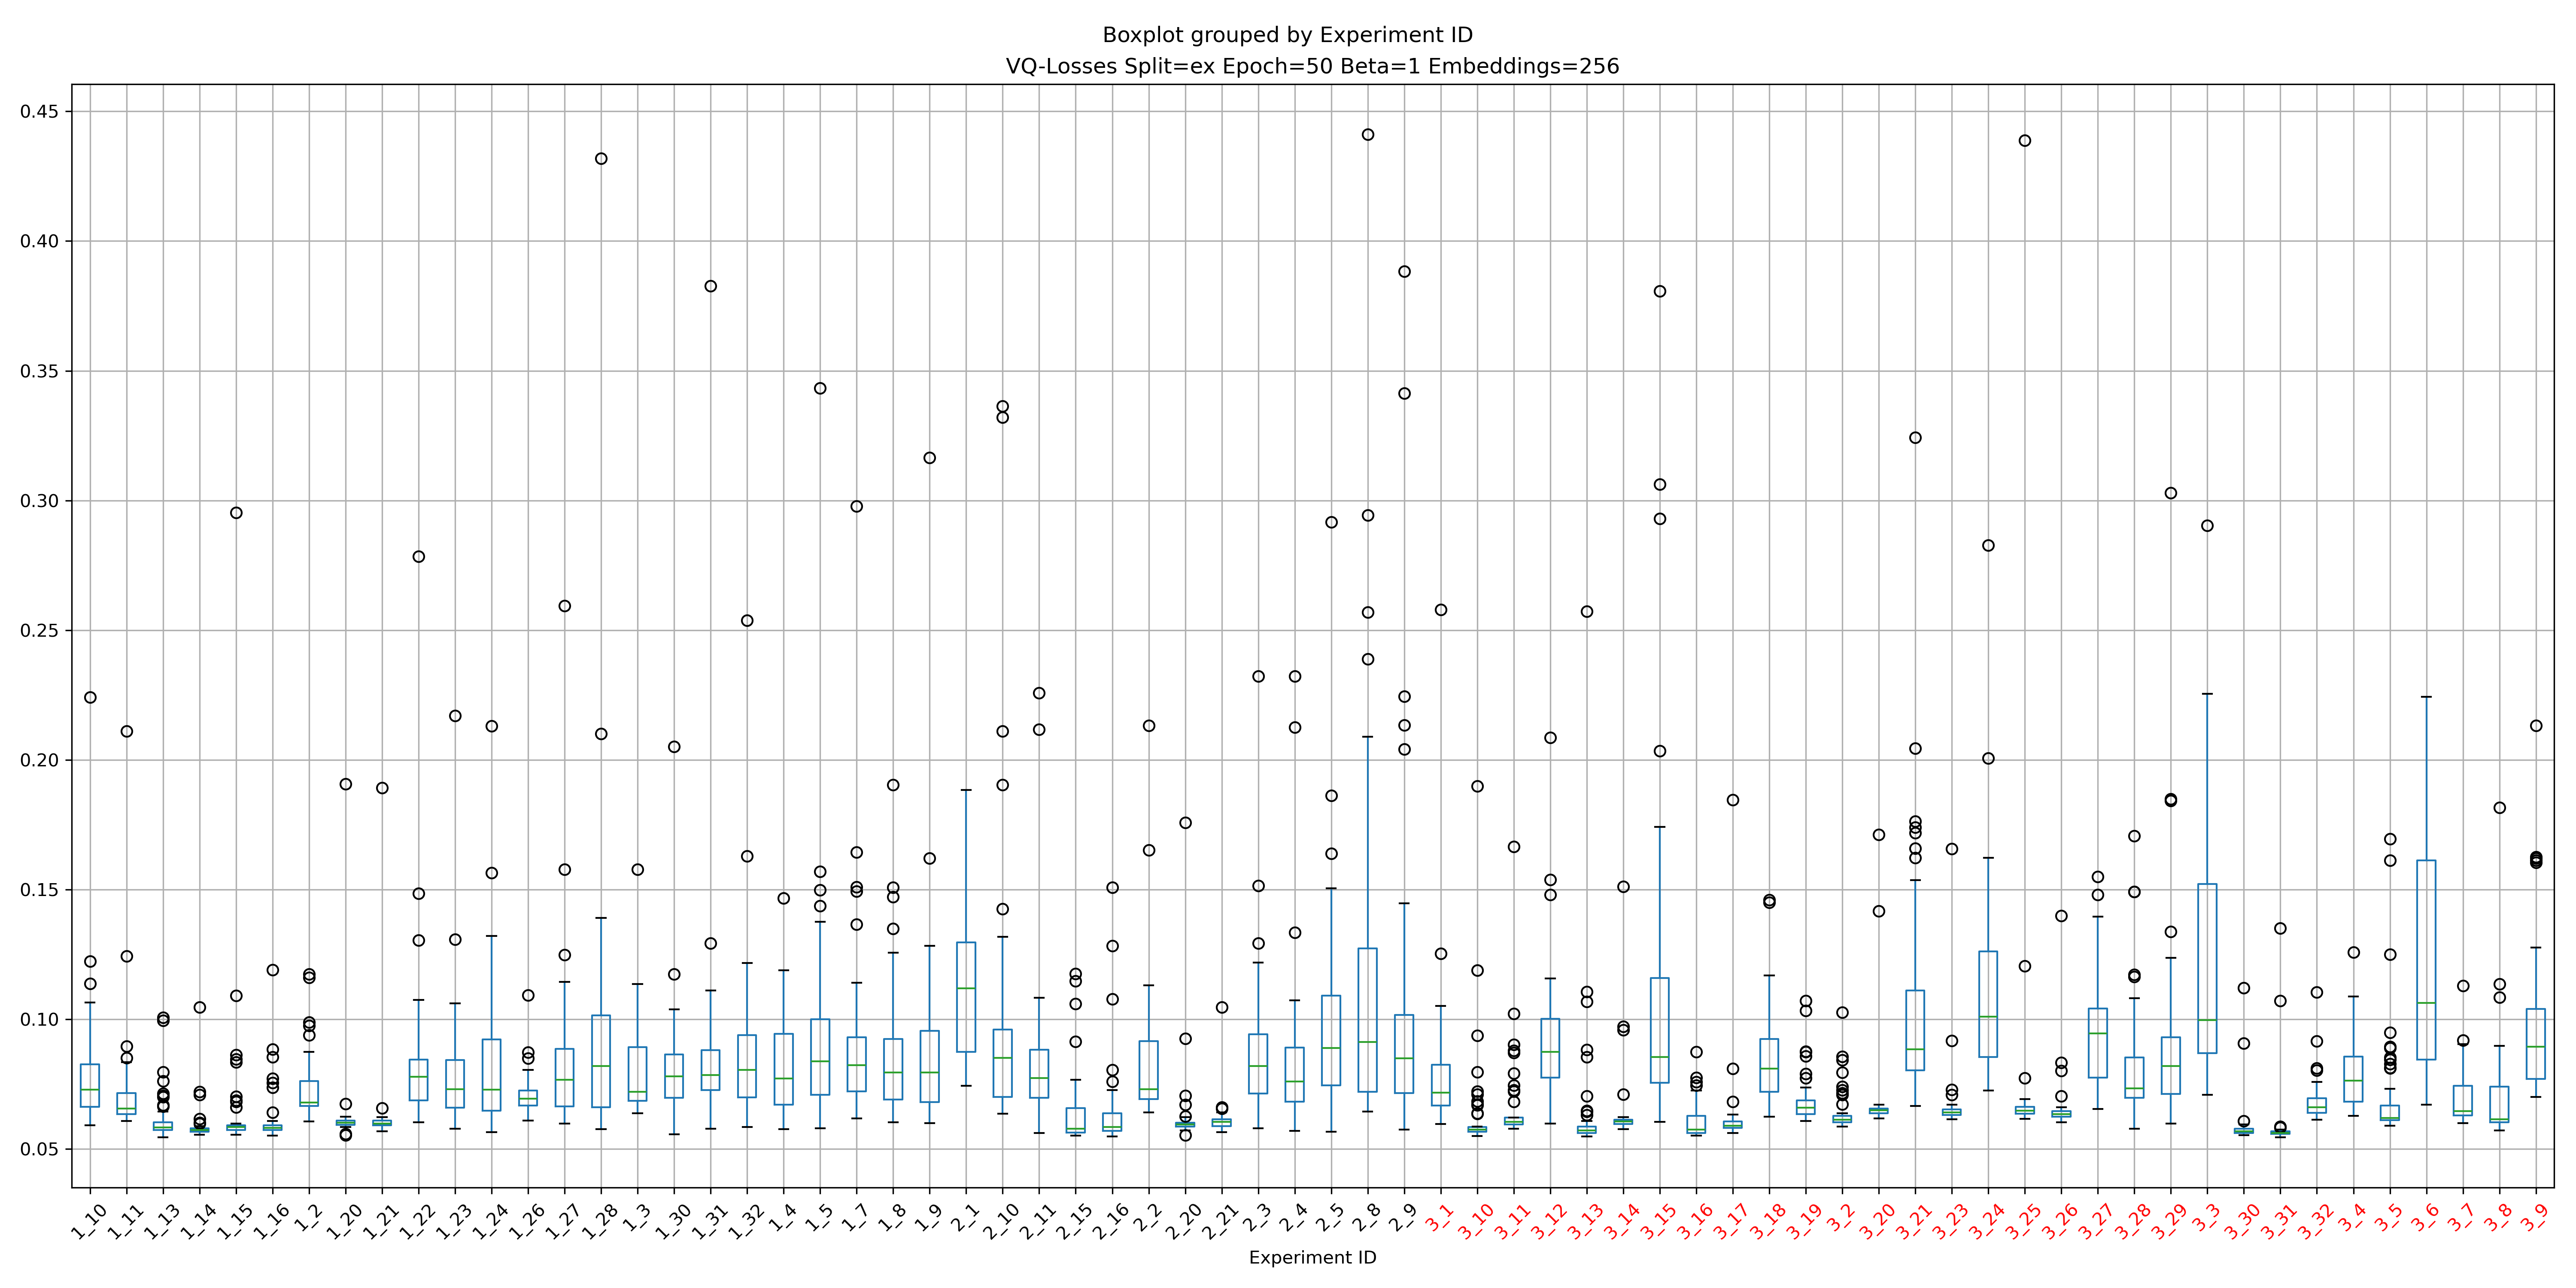 Boxplot grouped by Experiment ID
VQ-Losses Split=ex Epoch=50 Beta=1 Embeddings=256
0.45
0.40
0.35
0.30
0.25
0.20
0.15
0.10
0.05
1_10 1_11 1_13 1_14 1_15 1_16 1_2 1_20 1_21 1_22 1_23 1_24 1_26 1_27 1_28 1_3 1_30 1_31 1_32 1_4 1_5 1_7 1_8 1_9 2_1 2_10 2_11 2_15 2_16 2_2 2_20 2_21 2_3 2_4 2_5 2_8 2_9 3_1 3_10 3_11 3_12 3_13 3_14 3_15 3_16 3_17 3_18 3_19 3_2 3_20 3_21 3_23 3_24 3_25 3_26 3_27 3_28 3_29 3_3 3_30 3_31 3_32 3_4 3_5 3_6 3_7 3_8 3_9
Experiment ID